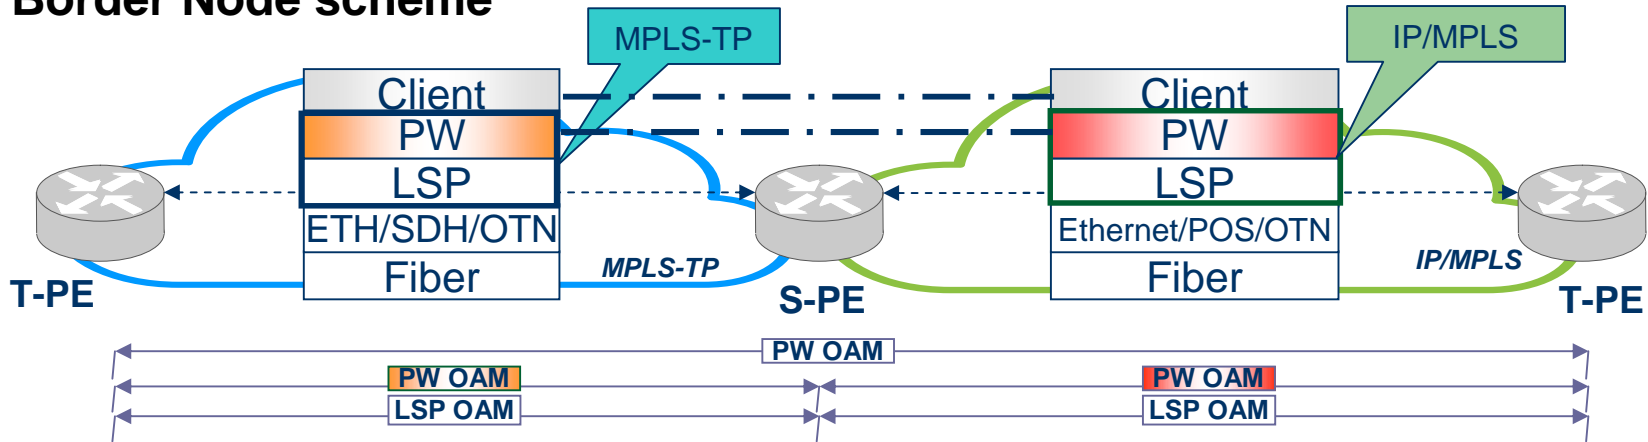 Border Node scheme
MPLS-TP
IP/MPLS
Client
PW
LSP
ETH/SDH/OTN
Fiber
Client
PW
LSP
Ethernet/POS/OTN
Fiber
MPLS-TP
IP/MPLS
T-PE
S-PE
T-PE
PW OAM
PW OAM
PW OAM
LSP OAM
LSP OAM